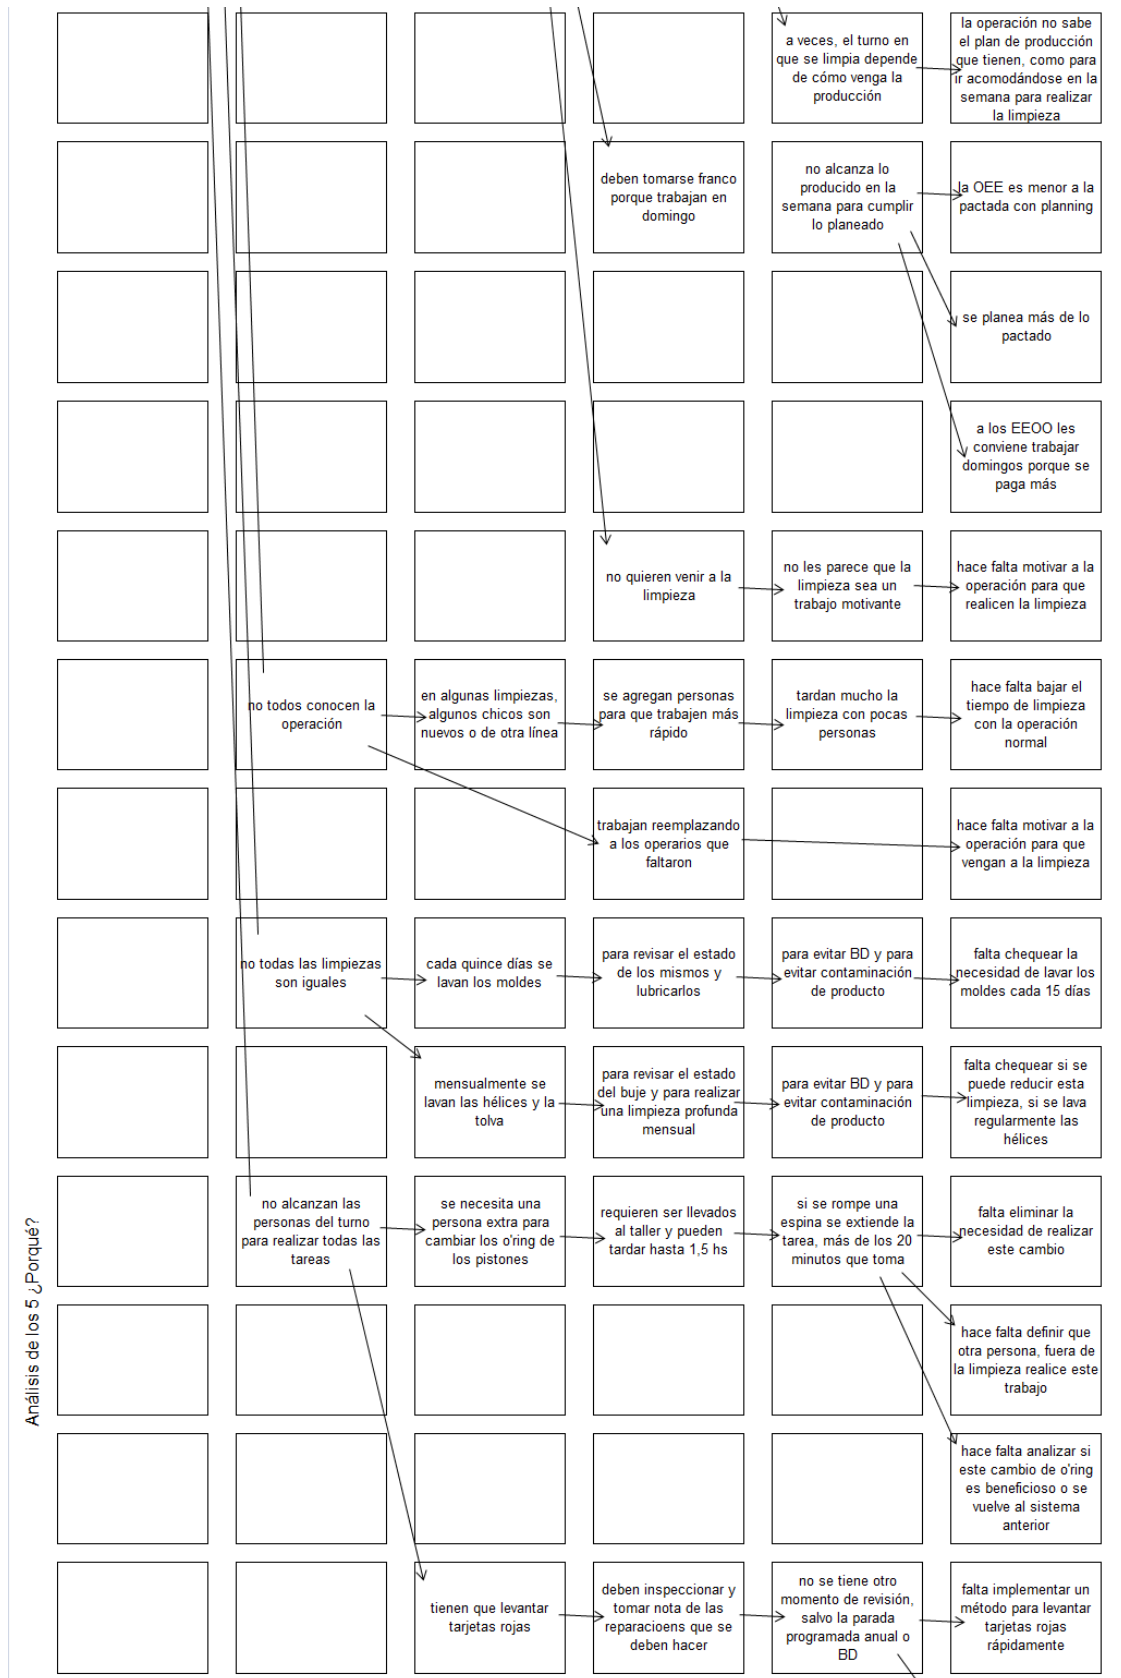 a veces, el turno en
que se limpia depende
de cómo venga la
producción
la operación no sabe
el plan de producción
que tienen, como para
ir acomodándose en la
semana para realizar
la limpieza
deben tomarse franco
porque trabajan en
domingo
no alcanza lo
producido en la
semana para cumplir
lo planeado
la OEE es menor a la
pactada con planning
se planea más de lo
pactado
a los EEOO les
conviene trabajar
domingos porque se
paga más
no quieren venir a la
limpieza
no les parece que la
limpieza sea un
trabajo motivante
hace falta motivar a la
operación para que
realicen la limpieza
no todos conocen la
operación
en algunas limpiezas,
algunos chicos son
nuevos o de otra línea
se agregan personas
para que trabajen más
rápido
tardan mucho la
limpieza con pocas
personas
hace falta bajar el
tiempo de limpieza
con la operación
normal
trabajan reemplazando
a los operarios que
faltaron
hace falta motivar a la
operación para que
vengan a la limpieza
no todas las limpiezas
son iguales
cada quince días se
lavan los moldes
para revisar el estado
de los mismos y
lubricarlos
para evitar BD y para
evitar contaminación
de producto
falta chequear la
necesidad de lavar los
moldes cada 15 días
mensualmente se
lavan las hélices y la
tolva
para revisar el estado
del buje y para realizar
una limpieza profunda
mensual
para evitar BD y para
evitar contaminación
de producto
falta chequear si se
puede reducir esta
limpieza, si se lava
regularmente las
hélices
no alcanzan las
personas del turno
para realizar todas las
tareas
se necesita una
persona extra para
cambiar los o'ring de
los pistones
requieren ser llevados
al taller y pueden
tardar hasta 1,5 hs
si se rompe una
espina se extiende la
tarea, más de los 20
minutos que toma
falta eliminar la
necesidad de realizar
este cambio
hace falta definir que
otra persona, fuera de
la limpieza realice este
trabajo
hace falta analizar si
este cambio de o'ring
es beneficioso o se
vuelve al sistema
anterior
tienen que levantar
tarjetas rojas
deben inspeccionar y
tomar nota de las
reparacioens que se
deben hacer
no se tiene otro
momento de revisión,
salvo la parada
programada anual o
BD
falta implementar un
método para levantar
tarjetas rojas
rápidamente
Análisis de los 5 ¿Porqué?